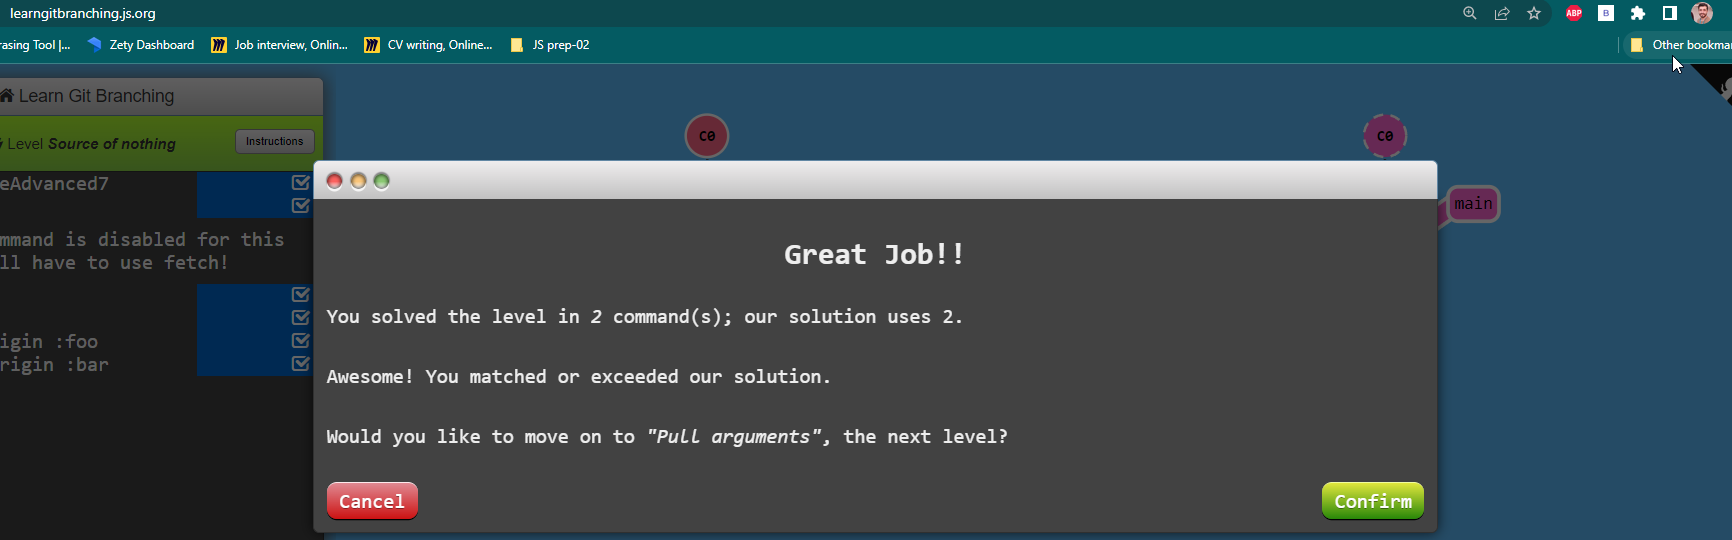 learngitbranching.js.org
ABP
B
rasing Tool |...
Zety Dashboard
Job interview, Onlin...
CV writing, Online...
JS prep-02
Other bookmar
Learn Git Branching
Level Source of nothing
Instructions
C0
C0
main
eAdvanced7
mmand is disabled for this
ll have to use fetch!
igin :foo
rigin :bar
Great Job!!
You solved the level in 2 command(s); our solution uses 2.
Awesome! You matched or exceeded our solution.
Would you like to move on to "Pull arguments", the next level?
Cancel
Confirm